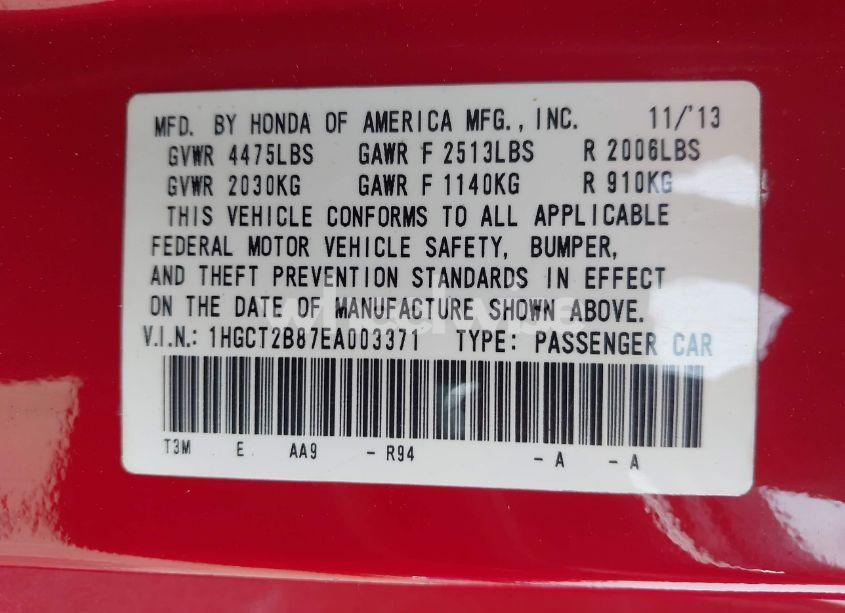 MFD. BY HONDA OF AMERICA MFG., INC. 11/'13
GVWR 4475LBS GAWR F 2513LBS R 2006LBS
GVWR 2030KG GAWR F 1140KG R 910KG
THIS VEHICLE CONFORMS TO ALL APPLICABLE
FEDERAL MOTOR VEHICLE SAFETY, BUMPER,
AND THEFT PREVENTION STANDARDS IN EFFECT
ON THE DATE OF MANUFACTURE SHOWN ABOVE.
V.I.N.: 1HGCT2B87EA003371 TYPE: PASSENGER CAR
T3M E AA9 - R94 - A - A